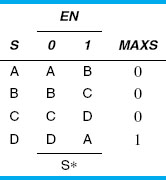 EN
S 0 1 MAXS
A A B 0
B B C 0
C C D 0
D D A 1
S*